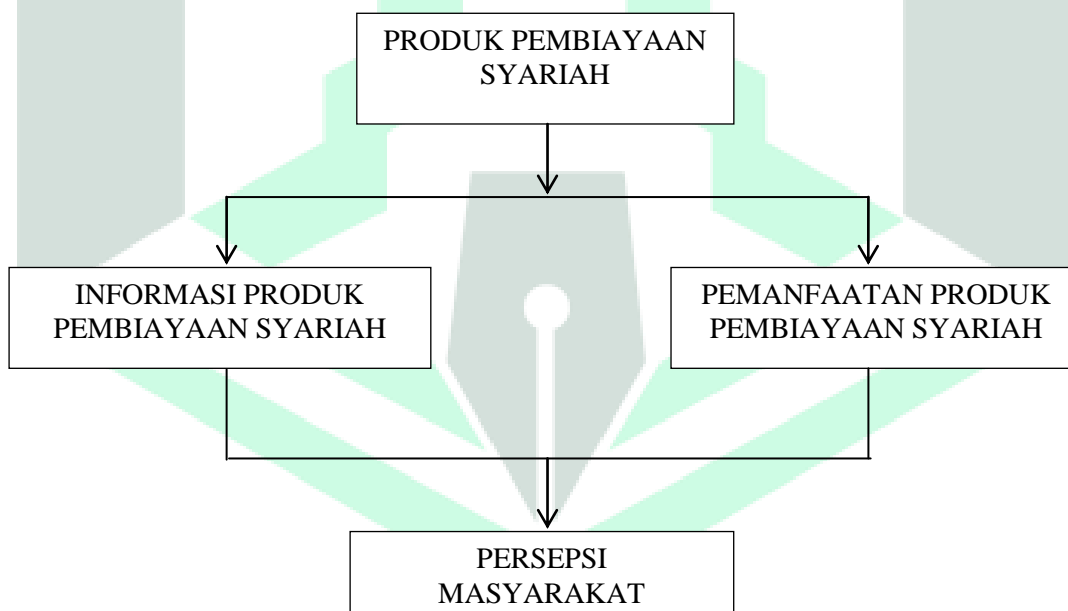 PRODUK PEMBIAYAAN
SYARIAH
INFORMASI PRODUK
PEMBIAYAAN SYARIAH
PEMANFAATAN PRODUK
PEMBIAYAAN SYARIAH
PERSEPSI
MASYARAKAT